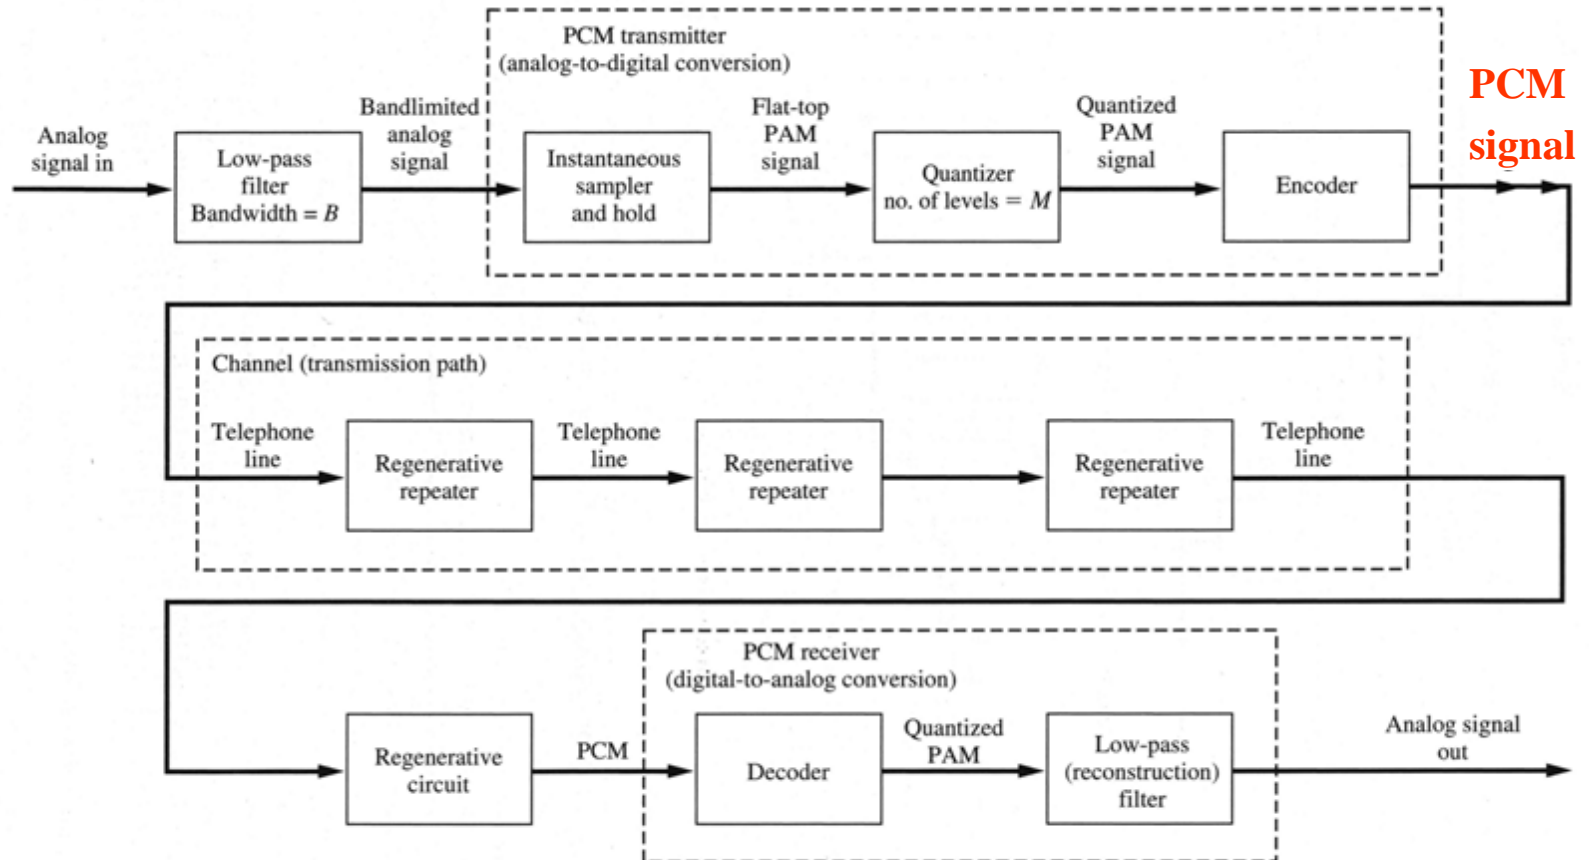 PCM transmitter
(analog-to-digital conversion)
PCM
signal
Analog
signal in
Low-pass
filter
Bandwidth = B
Bandlimited
analog
signal
Instantaneous
sampler
and hold
Flat-top
PAM
signal
Quantizer
no. of levels = M
Quantized
PAM
signal
Encoder
Channel (transmission path)
Telephone
line
Regenerative
repeater
Telephone
line
Regenerative
repeater
Regenerative
repeater
Telephone
line
PCM receiver
(digital-to-analog conversion)
Regenerative
circuit
PCM
Decoder
Quantized
PAM
Low-pass
(reconstruction)
filter
Analog signal
out